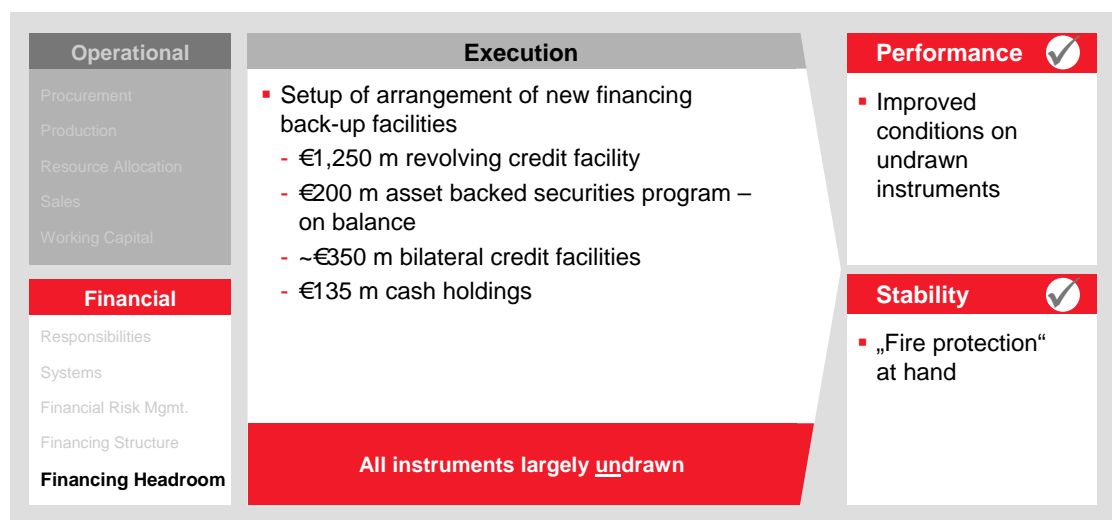 Operational
Procurement
Production
Resource Allocation
Sales
Working Capital
Financial
Responsibilities
Systems
Financial Risk Mgmt.
Financing Structure
Financing Headroom
Execution
▪ Setup of arrangement of new financing
back-up facilities
- €1,250 m revolving credit facility
- €200 m asset backed securities program –
on balance
- ~€350 m bilateral credit facilities
- €135 m cash holdings
All instruments largely undrawn
Performance
▪ Improved
conditions on
undrawn
instruments
Stability
▪ „Fire protection“
at hand